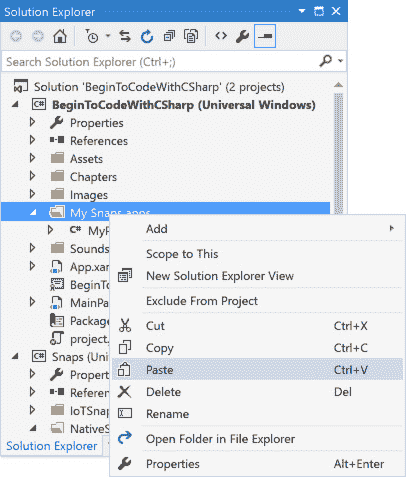 Solution Explorer
Search Solution Explorer (Ctrl+;)
Solution 'BeginToCodeWithCSharp' (2 projects)
C# BeginToCodeWithCSharp (Universal Windows)
Properties
References
Assets
Chapters
Images
My Snaps apps
C# MyP
Sounds
App.xar
BeginTo
MainPa
Package
project.
C# Snaps (Uni
Propert
Referen
IoTSnap
NativeS
Solution Explorer
Add
Scope to This
New Solution Explorer View
Exclude From Project
Cut Ctrl+X
Copy Ctrl+C
Paste Ctrl+V
Delete Del
Rename
Open Folder in File Explorer
Properties Alt+Enter